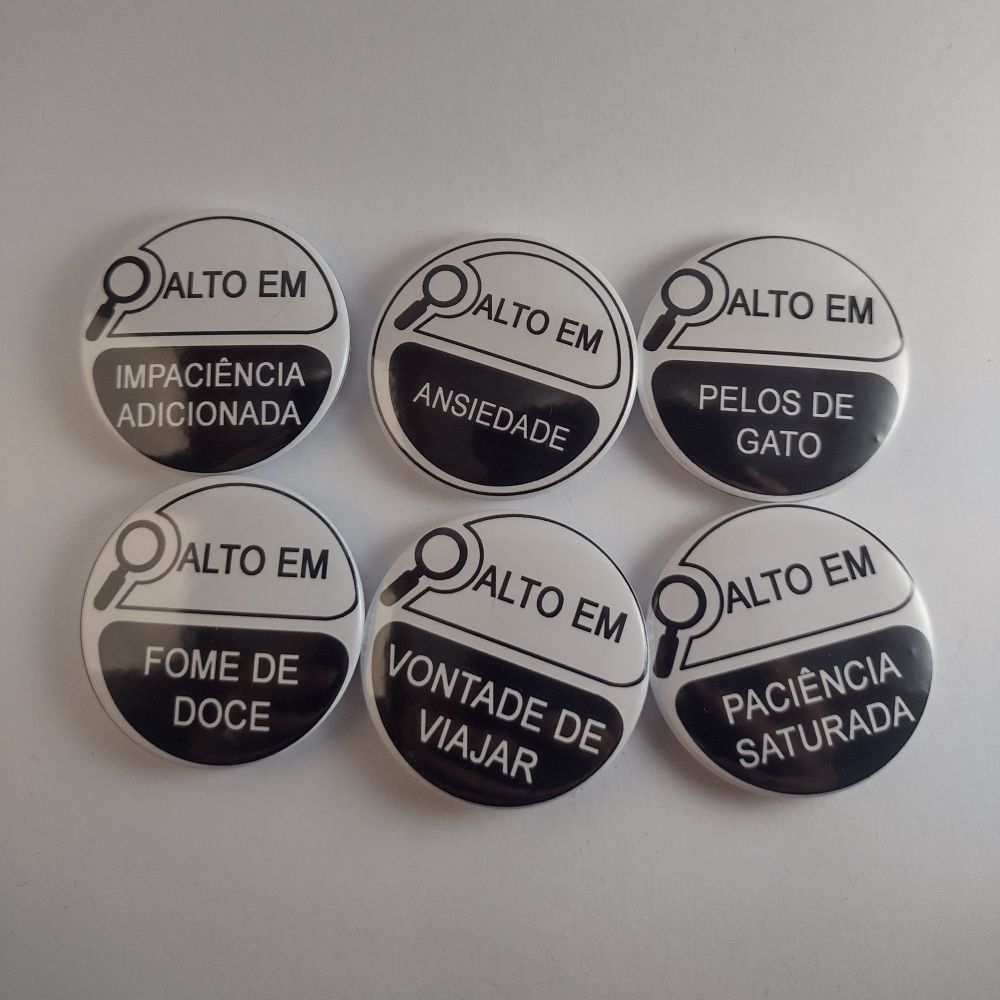 ALTO EM
IMPACIÊNCIA
ADICIONADA
ALTO EM
ANSIEDADE
ALTO EM
PELOS DE
GATO
ALTO EM
FOME DE
DOCE
ALTO EM
VONTADE DE
VIAJAR
ALTO EM
PACIÊNCIA
SATURADA